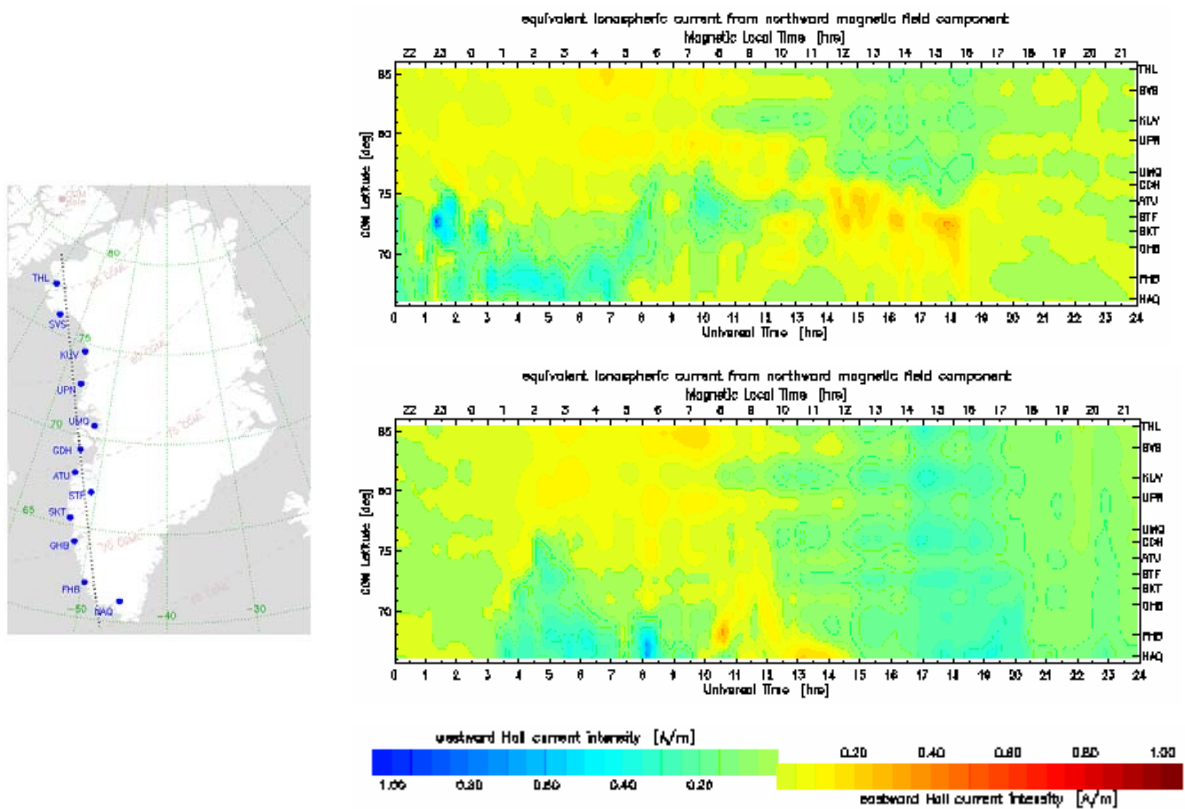 equivalent ionospheric current from northward magnetic field component
Magnetic Local Time [hrs]
22 23 0 1 2 3 4 5 6 7 8 9 10 11 12 13 14 15 16 17 18 19 20 21
85
80
75
70
CGM Latitude [deg]
THL
SVS
KUV
UPN
UMQ
GDH
ATU
STF
SKT
GHB
FHB
NAQ
0 1 2 3 4 5 6 7 8 9 10 11 12 13 14 15 16 17 18 19 20 21 22 23 24
Universal Time [hrs]
CGM
Pole
80
THL
85 CGM
SVS
75
KUV
80 CGM
UPN
70
UMQ
75 CGM
GDH
ATU
STF
65
SKT
GHB
70 CGM
FHB
NAQ
-50
-40
-30
equivalent ionospheric current from northward magnetic field component
Magnetic Local Time [hrs]
22 23 0 1 2 3 4 5 6 7 8 9 10 11 12 13 14 15 16 17 18 19 20 21
85
80
75
70
CGM Latitude [deg]
THL
SVS
KUV
UPN
UMQ
GDH
ATU
STF
SKT
GHB
FHB
NAQ
0 1 2 3 4 5 6 7 8 9 10 11 12 13 14 15 16 17 18 19 20 21 22 23 24
Universal Time [hrs]
westward Hall current intensity [A/m]
1.00 0.80 0.60 0.40 0.20
0.20 0.40 0.60 0.80 1.00
eastward Hall current intensity [A/m]